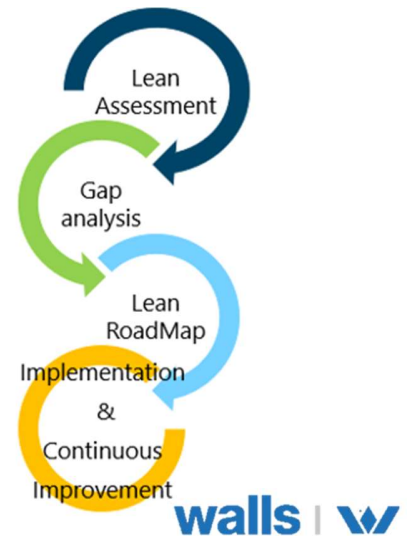 Lean
Assessment
Gap
analysis
Lean
RoadMap
Implementation
&
Continuous
Improvement
walls